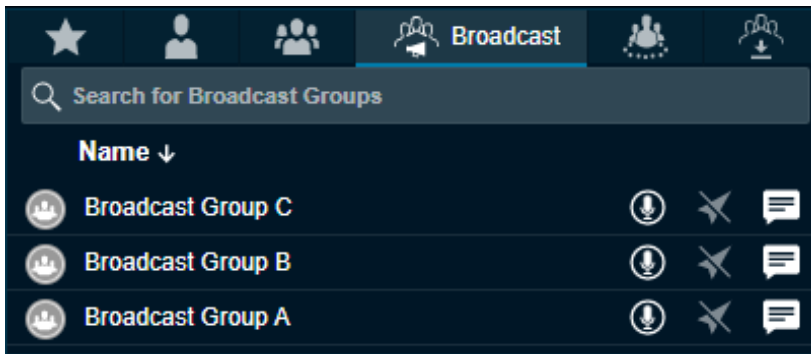 Broadcast
Search for Broadcast Groups
Name ↓
Broadcast Group C
Broadcast Group B
Broadcast Group A